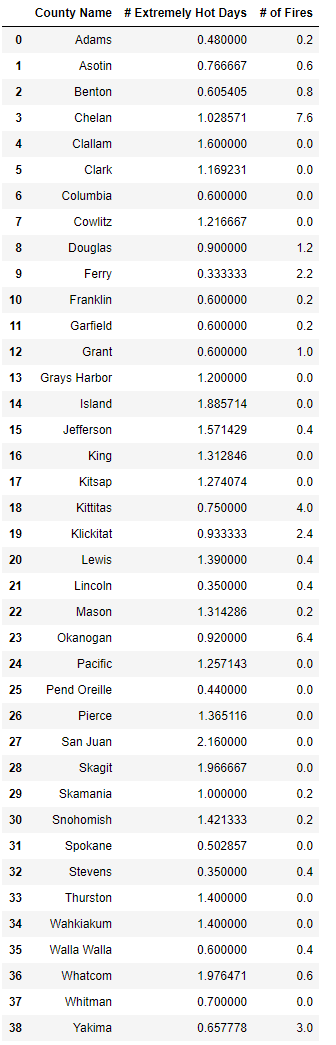 County Name # Extremely Hot Days # of Fires
0 Adams 0.480000 0.2
1 Asotin 0.766667 0.6
2 Benton 0.605405 0.8
3 Chelan 1.028571 7.6
4 Clallam 1.600000 0.0
5 Clark 1.169231 0.0
6 Columbia 0.600000 0.0
7 Cowlitz 1.216667 0.0
8 Douglas 0.900000 1.2
9 Ferry 0.333333 2.2
10 Franklin 0.600000 0.2
11 Garfield 0.600000 0.2
12 Grant 0.600000 1.0
13 Grays Harbor 1.200000 0.0
14 Island 1.885714 0.0
15 Jefferson 1.571429 0.4
16 King 1.312846 0.0
17 Kitsap 1.274074 0.0
18 Kittitas 0.750000 4.0
19 Klickitat 0.933333 2.4
20 Lewis 1.390000 0.4
21 Lincoln 0.350000 0.4
22 Mason 1.314286 0.2
23 Okanogan 0.920000 6.4
24 Pacific 1.257143 0.0
25 Pend Oreille 0.440000 0.0
26 Pierce 1.365116 0.0
27 San Juan 2.160000 0.0
28 Skagit 1.966667 0.0
29 Skamania 1.000000 0.2
30 Snohomish 1.421333 0.2
31 Spokane 0.502857 0.0
32 Stevens 0.350000 0.4
33 Thurston 1.400000 0.0
34 Wahkiakum 1.400000 0.0
35 Walla Walla 0.600000 0.4
36 Whatcom 1.976471 0.6
37 Whitman 0.700000 0.0
38 Yakima 0.657778 3.0